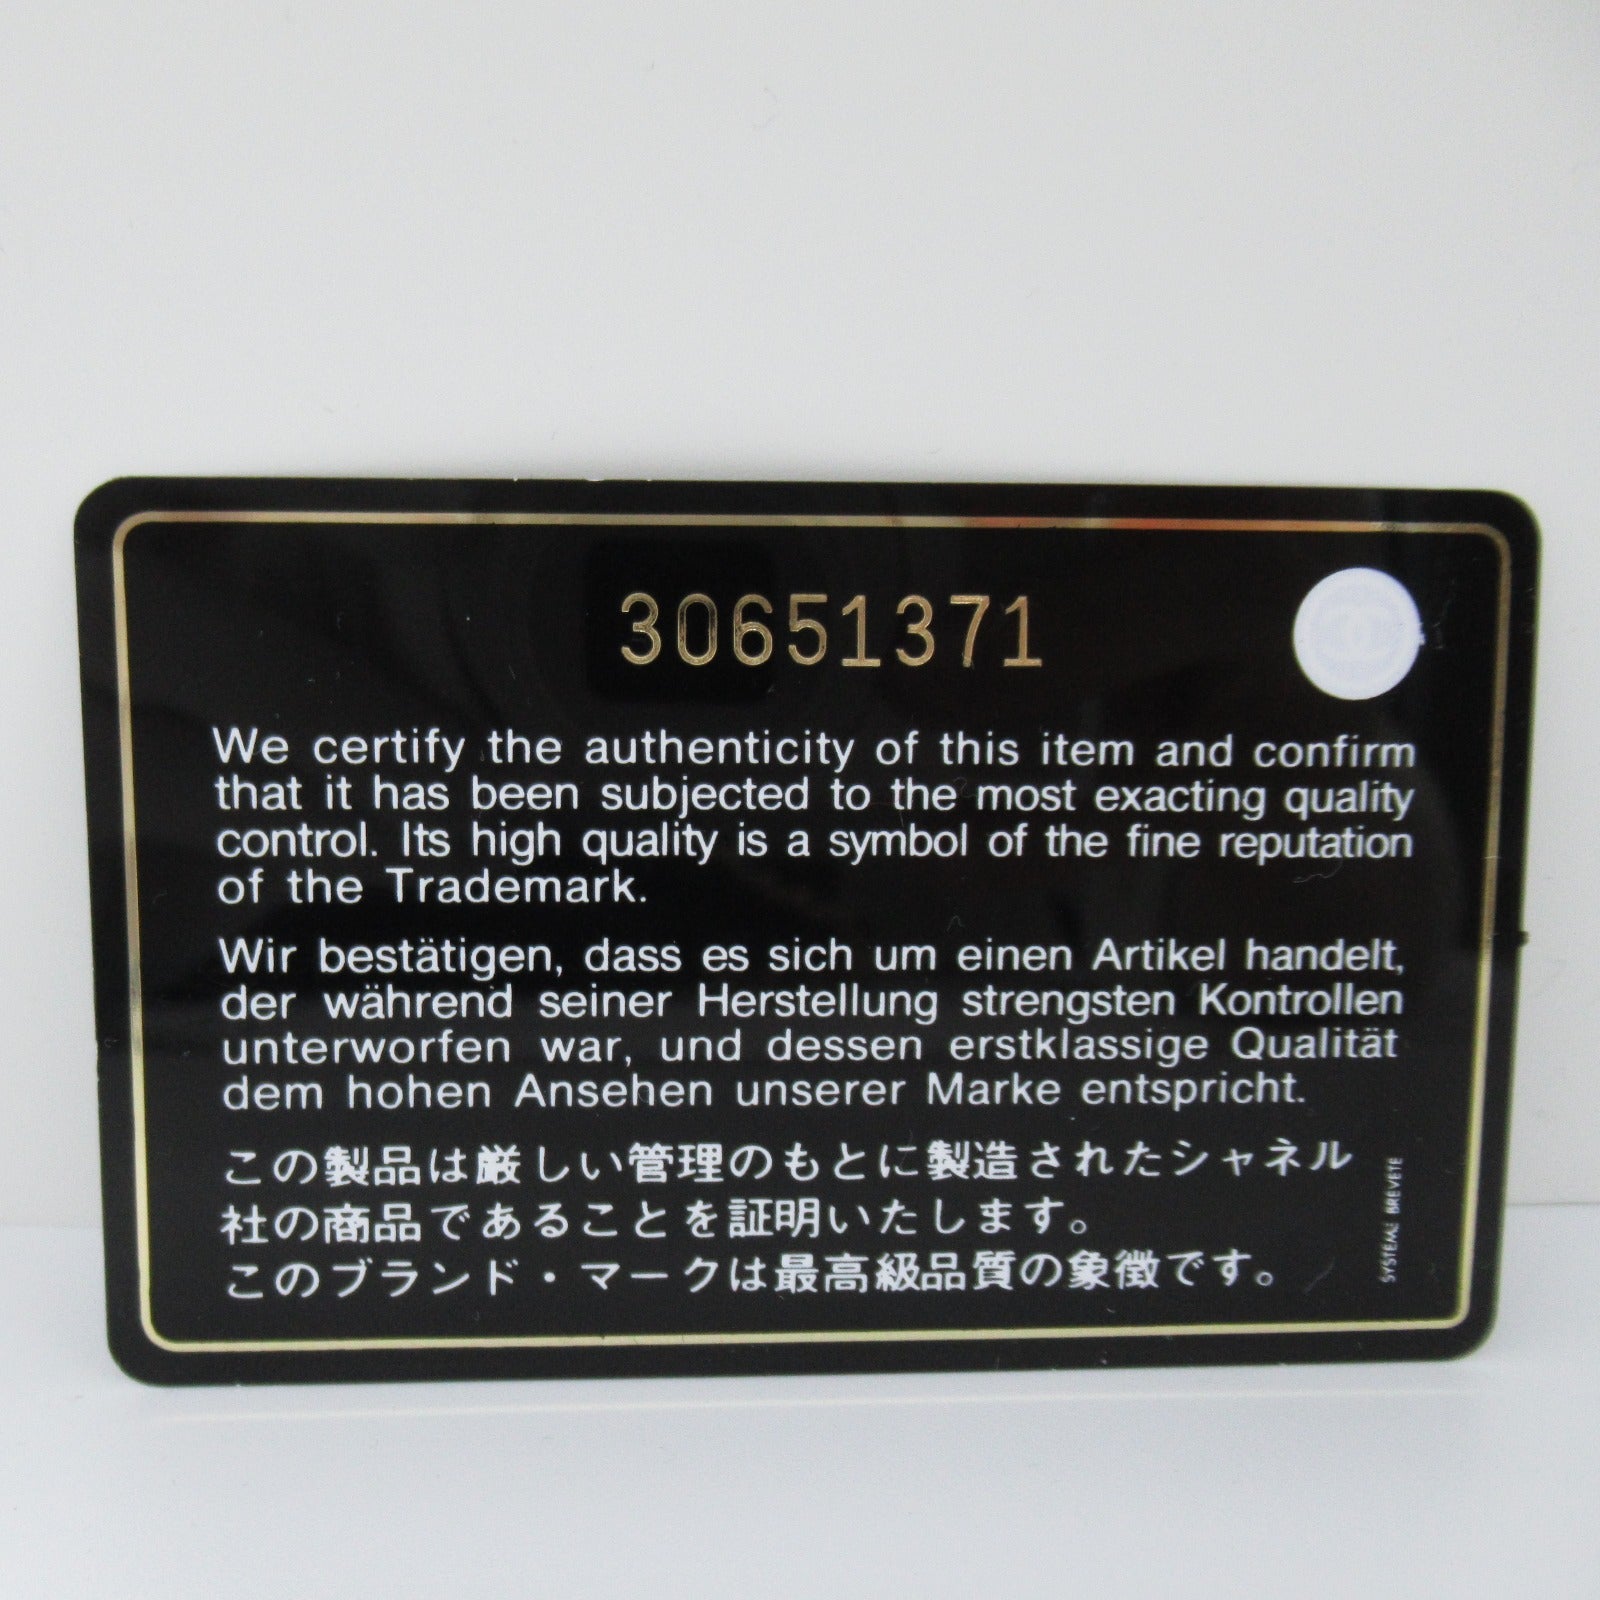 30651371
We certify the authenticity of this item and confirm
that it has been subjected to the most exacting quality
control. Its high quality is a symbol of the fine reputation
of the Trademark.
Wir bestätigen, dass es sich um einen Artikel handelt,
der während seiner Herstellung strengsten Kontrollen
unterworfen war, und dessen erstklassige Qualität
dem hohen Ansehen unserer Marke entspricht.
この製品は厳しい管理のもとに製造されたシャネル
社の商品であることを証明いたします。
このブランド・マークは最高級品質の象徴です。
SYSTEME BREVETE